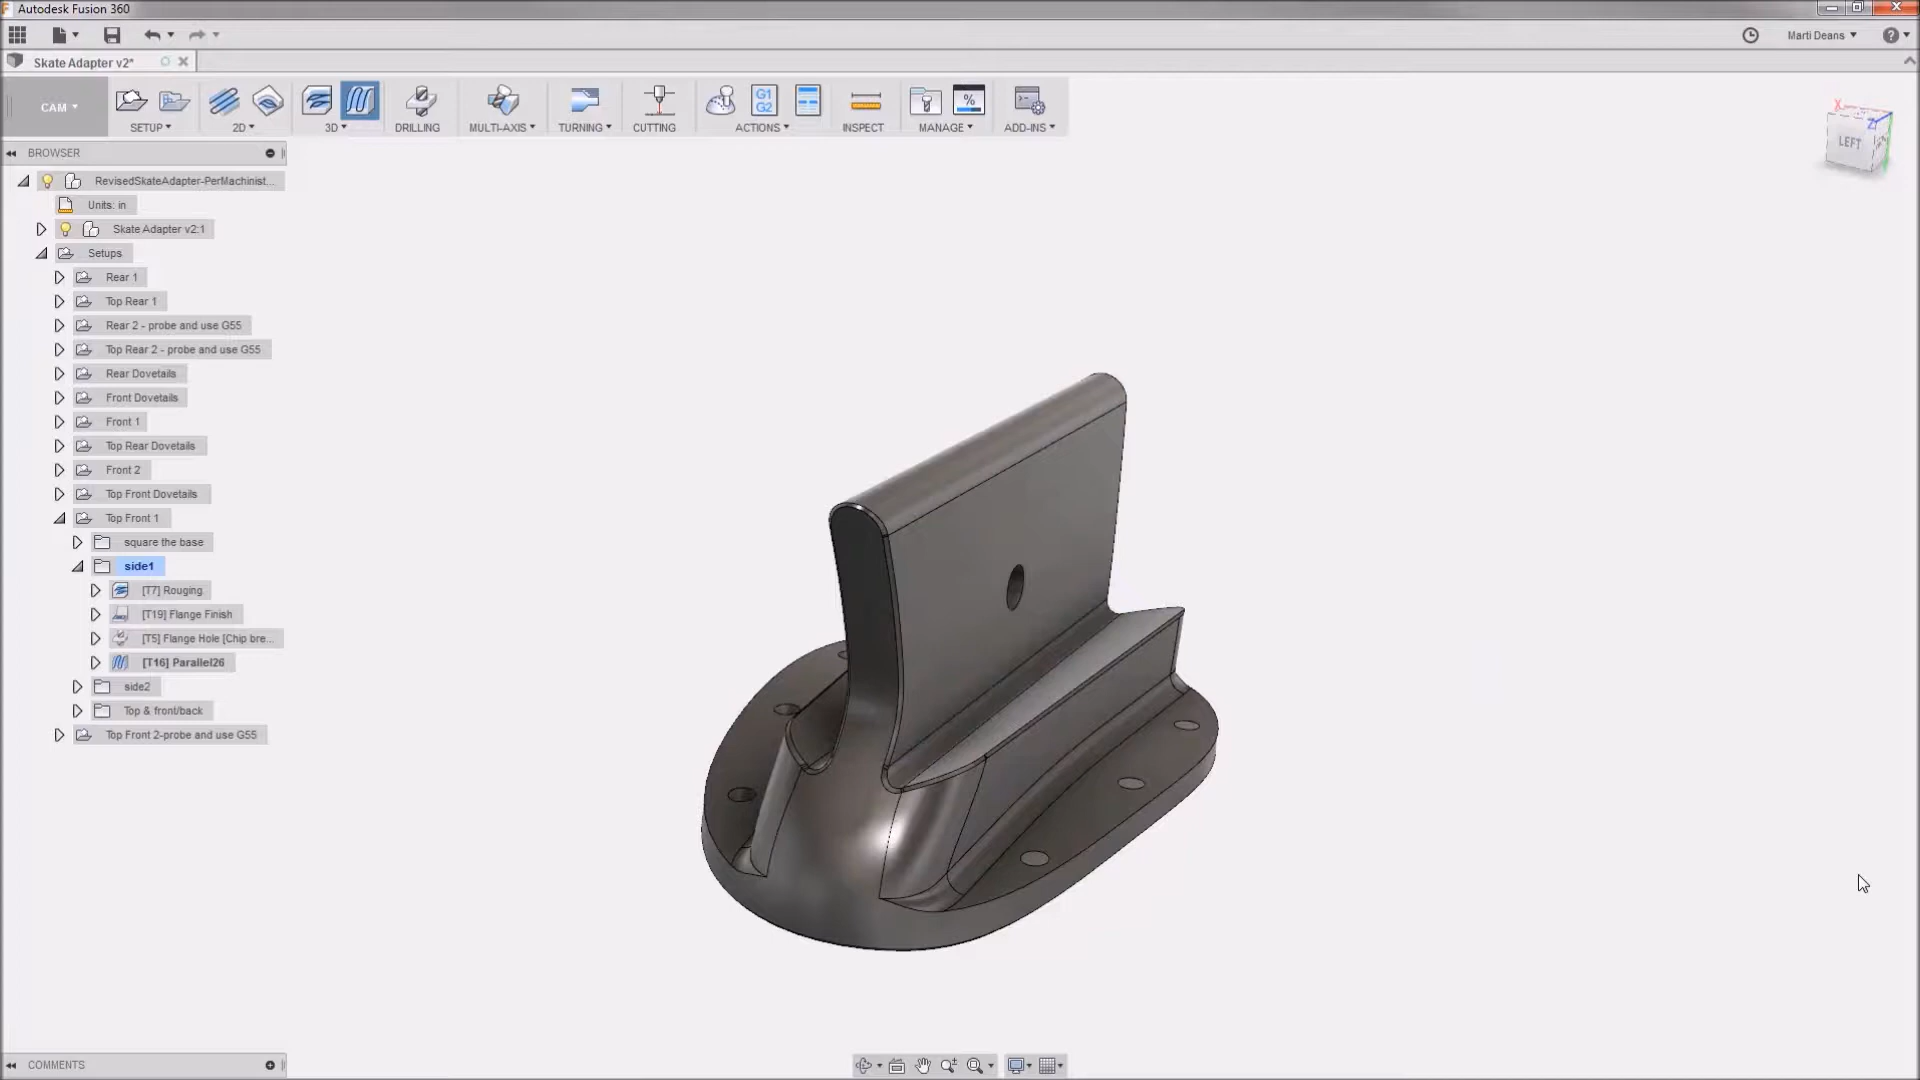 Autodesk Fusion 360
Marti Deans
Skate Adapter v2*
CAM
G1
G2
%
SETUP
2D
3D
DRILLING
MULTI-AXIS
TURNING
CUTTING
ACTIONS
INSPECT
MANAGE
ADD-INS
X
Z
LEFT
BROWSER
RevisedSkateAdapter-PerMachinist...
Units: in
Skate Adapter v2:1
Setups
Rear 1
Top Rear 1
Rear 2 - probe and use G55
Top Rear 2 - probe and use G55
Rear Dovetails
Front Dovetails
Front 1
Top Rear Dovetails
Front 2
Top Front Dovetails
Top Front 1
square the base
side1
[T7] Rouging
[T19] Flange Finish
[T5] Flange Hole [Chip bre...
[T16] Parallel26
side2
Top & front/back
Top Front 2-probe and use G55
COMMENTS